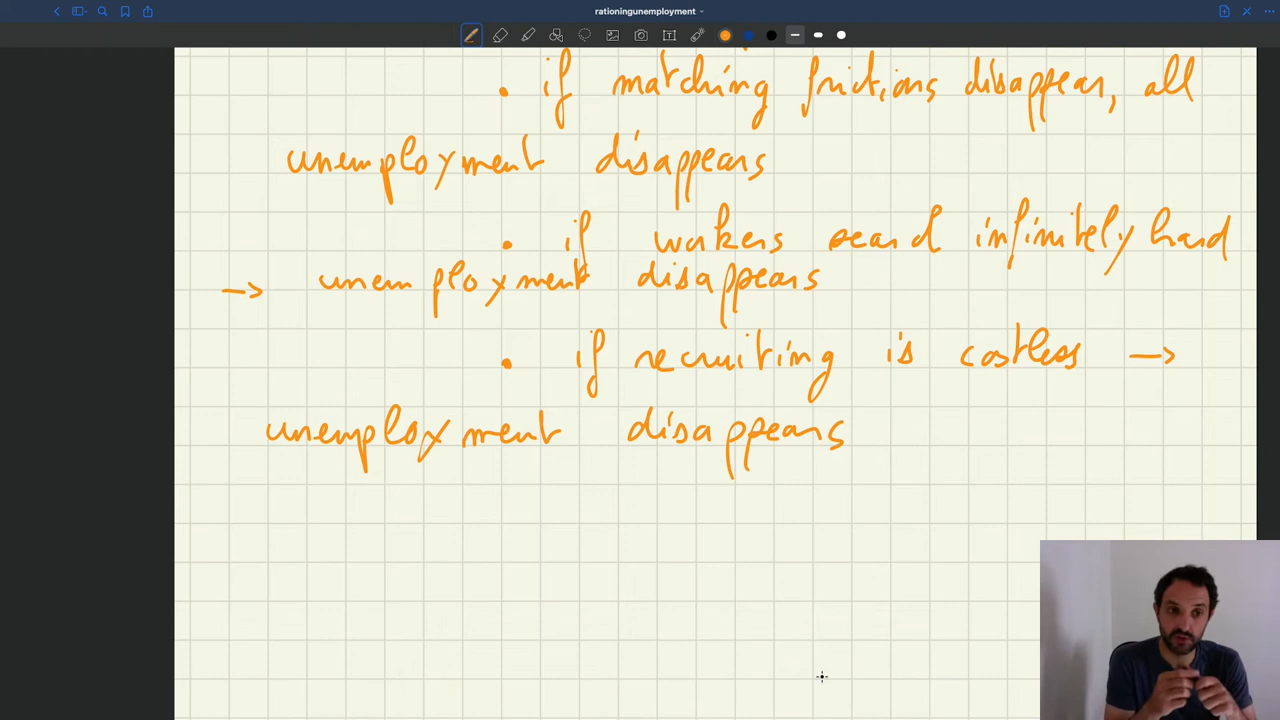 rationingunemployment
• if matching frictions disappear, all
unemployment disappears
• if workers search infinitely hard
→ unemployment disappears
• if recruiting is costless →
unemployment disappears